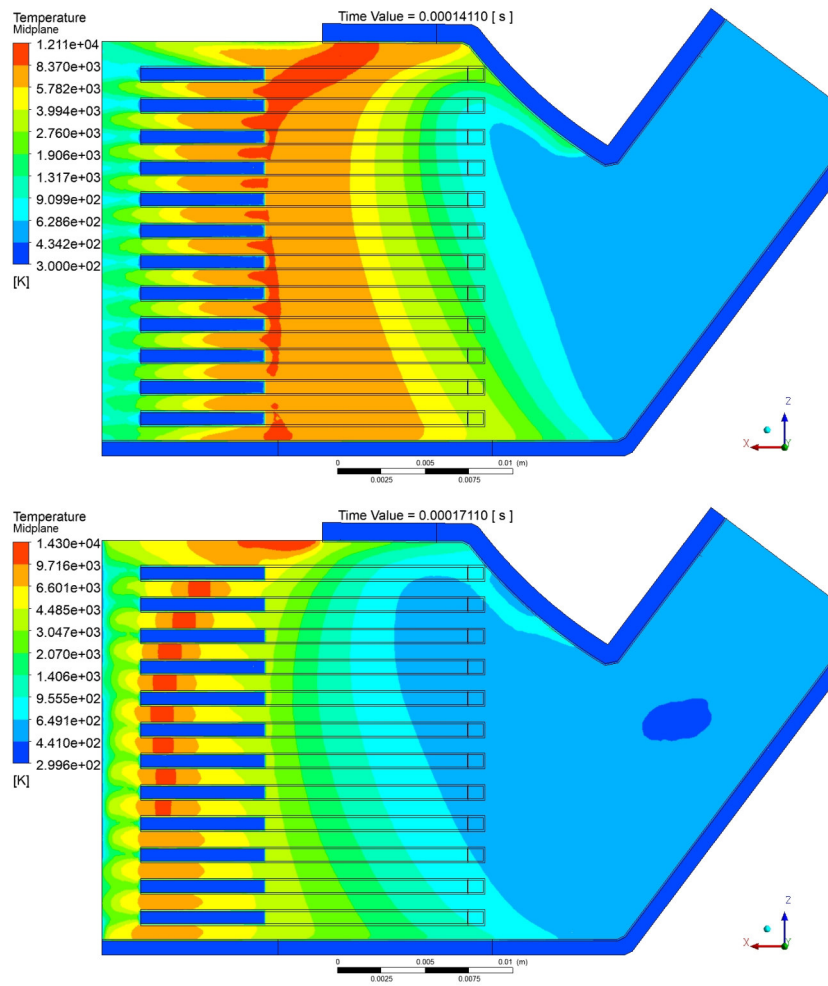 Temperature
Midplane
Time Value = 0.00014110 [ s ]
1.211e+04
8.370e+03
5.782e+03
3.994e+03
2.760e+03
1.906e+03
1.317e+03
9.099e+02
6.286e+02
4.342e+02
3.000e+02
[K]
Z
X
Y
0 0.005 0.01 (m)
0.0025 0.0075
Temperature
Midplane
Time Value = 0.00017110 [ s ]
1.430e+04
9.716e+03
6.601e+03
4.485e+03
3.047e+03
2.070e+03
1.406e+03
9.555e+02
6.491e+02
4.410e+02
2.996e+02
[K]
Z
X
Y
0 0.005 0.01 (m)
0.0025 0.0075